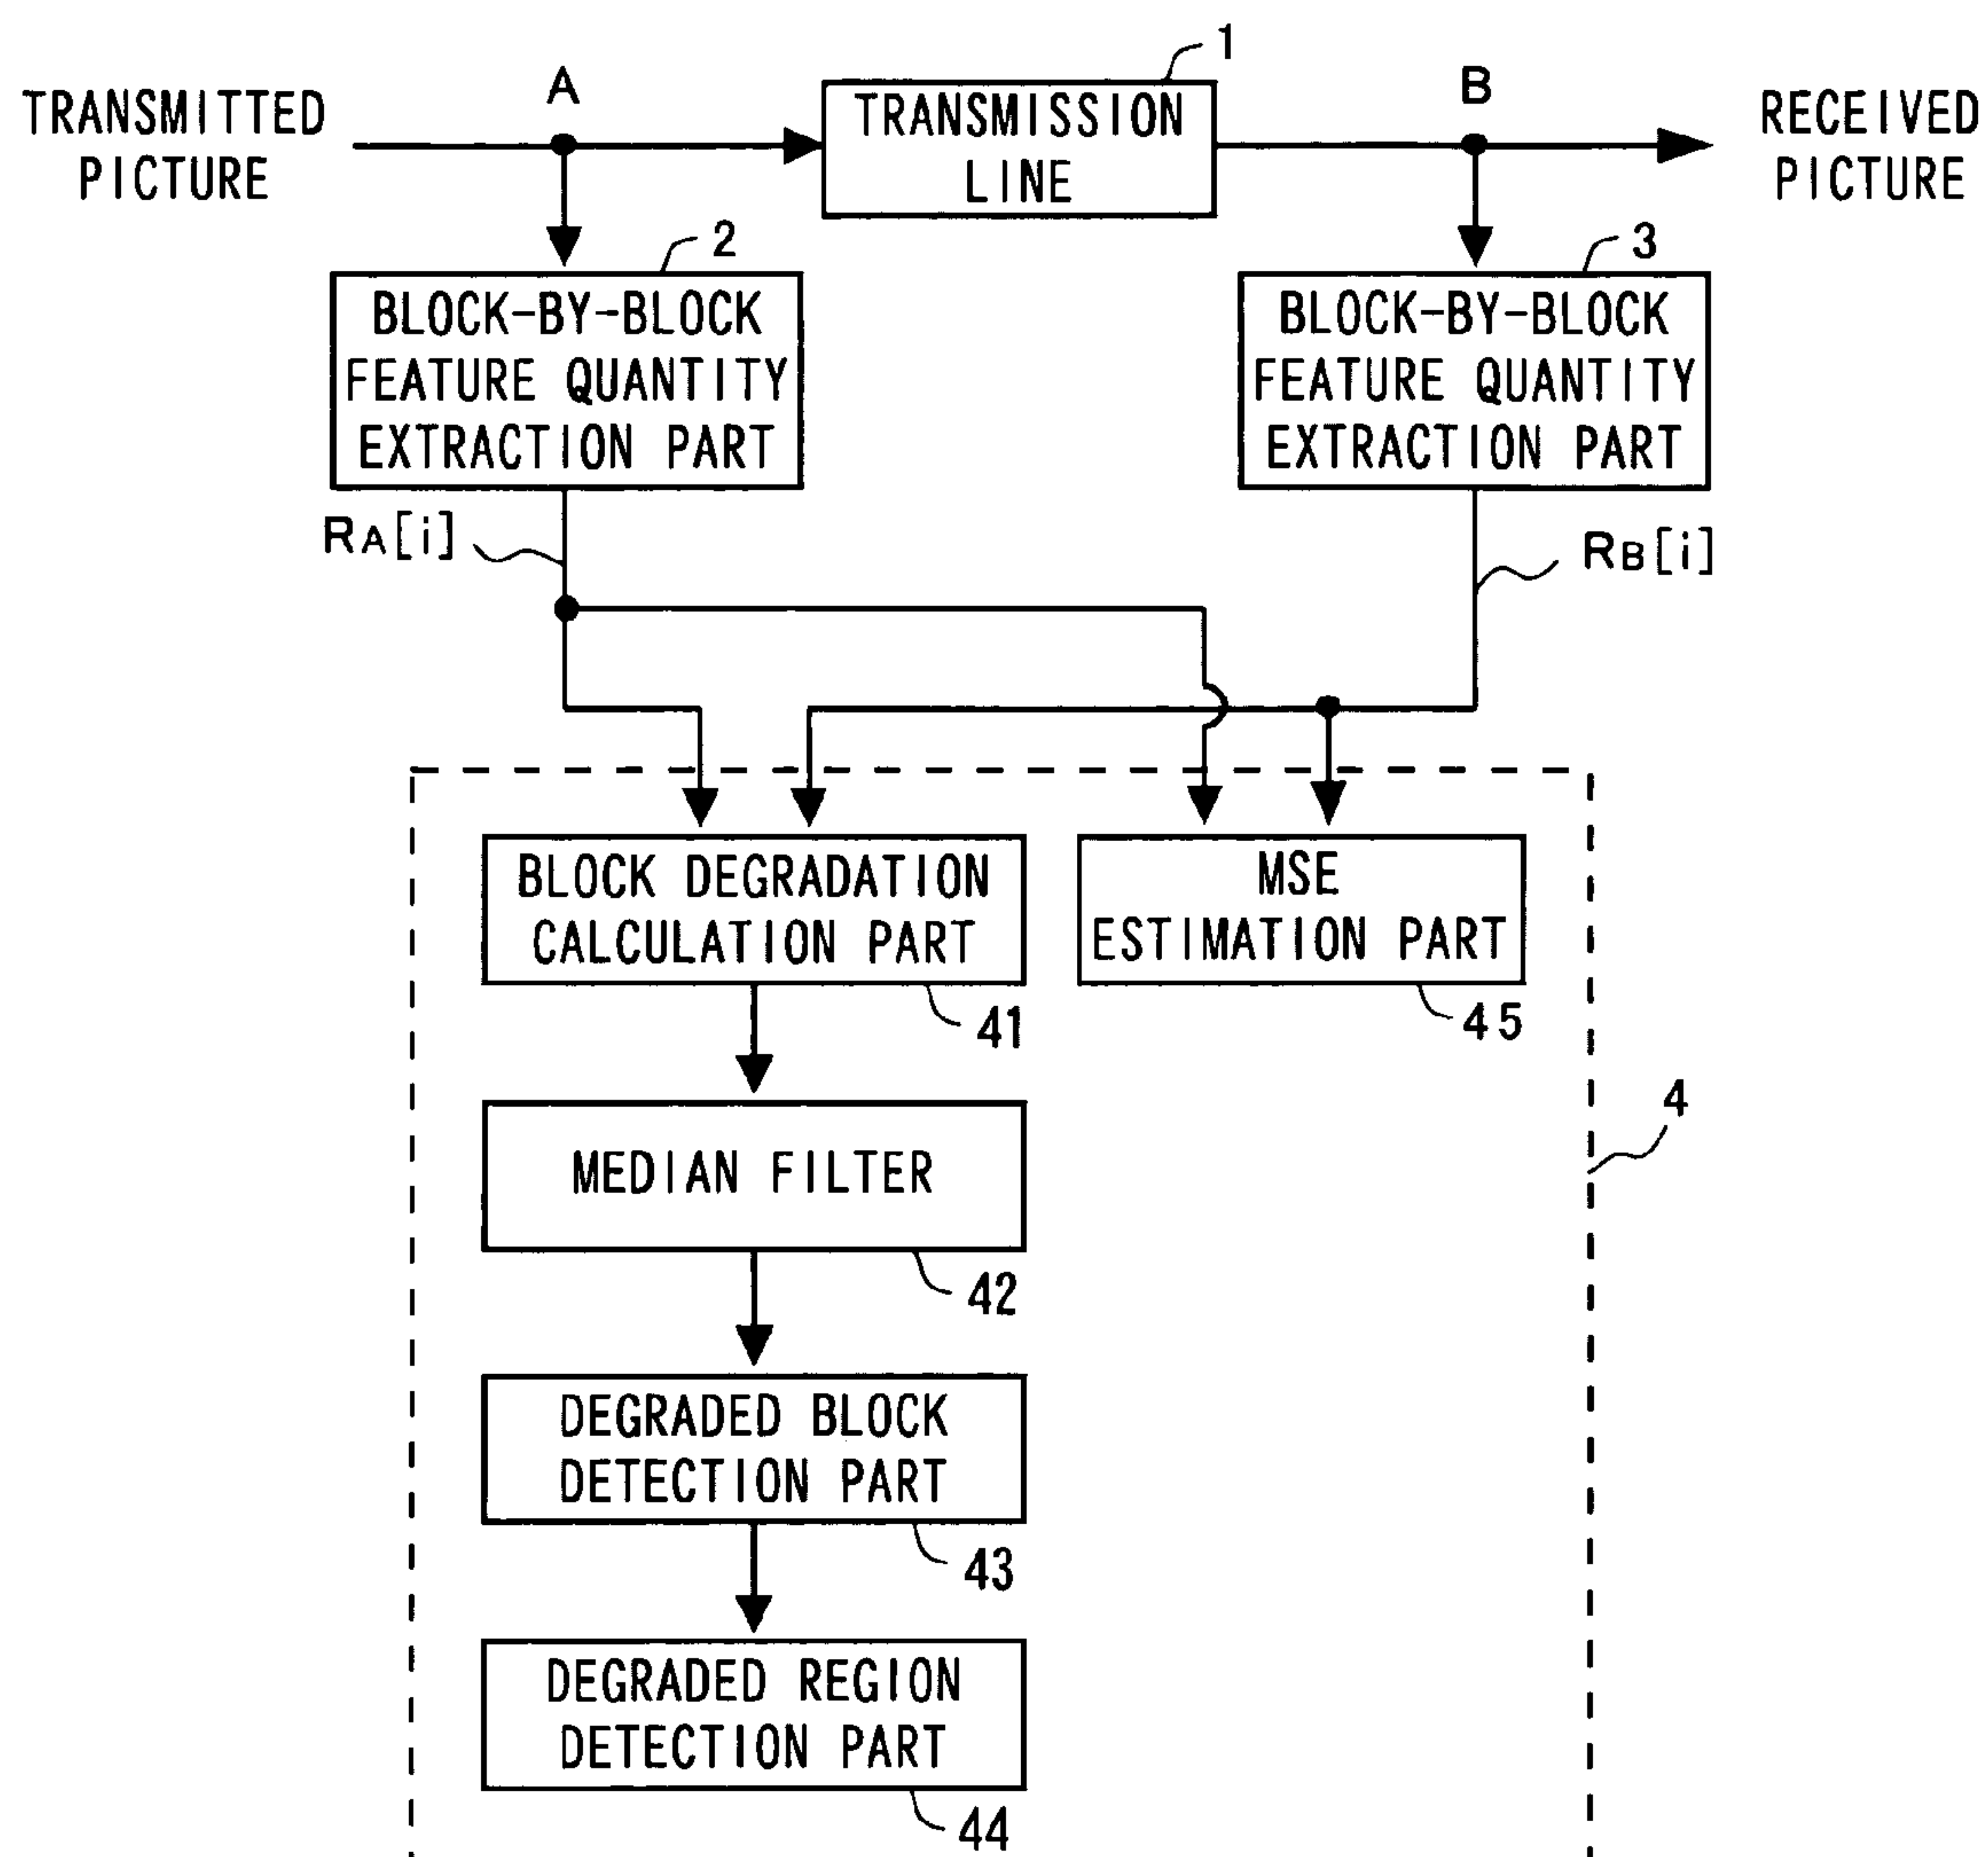 1
A
B
TRANSMITTED
PICTURE
TRANSMISSION
LINE
RECEIVED
PICTURE
2
3
BLOCK-BY-BLOCK
FEATURE QUANTITY
EXTRACTION PART
BLOCK-BY-BLOCK
FEATURE QUANTITY
EXTRACTION PART
RA[i]
RB[i]
BLOCK DEGRADATION
CALCULATION PART
MSE
ESTIMATION PART
41
45
4
MEDIAN FILTER
42
DEGRADED BLOCK
DETECTION PART
43
DEGRADED REGION
DETECTION PART
44